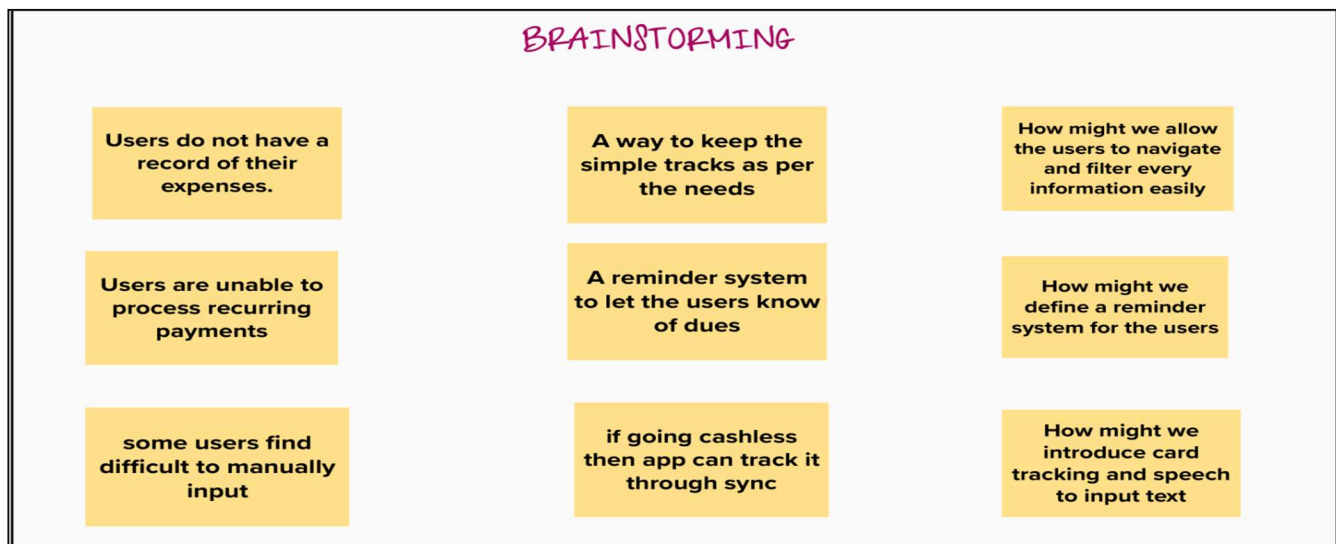 BRAINSTORMING
Users do not have a
record of their
expenses.
A way to keep the
simple tracks as per
the needs
How might we allow
the users to navigate
and filter every
information easily
Users are unable to
process recurring
payments
A reminder system
to let the users know
of dues
How might we
define a reminder
system for the users
some users find
difficult to manually
input
if going cashless
then app can track it
through sync
How might we
introduce card
tracking and speech
to input text